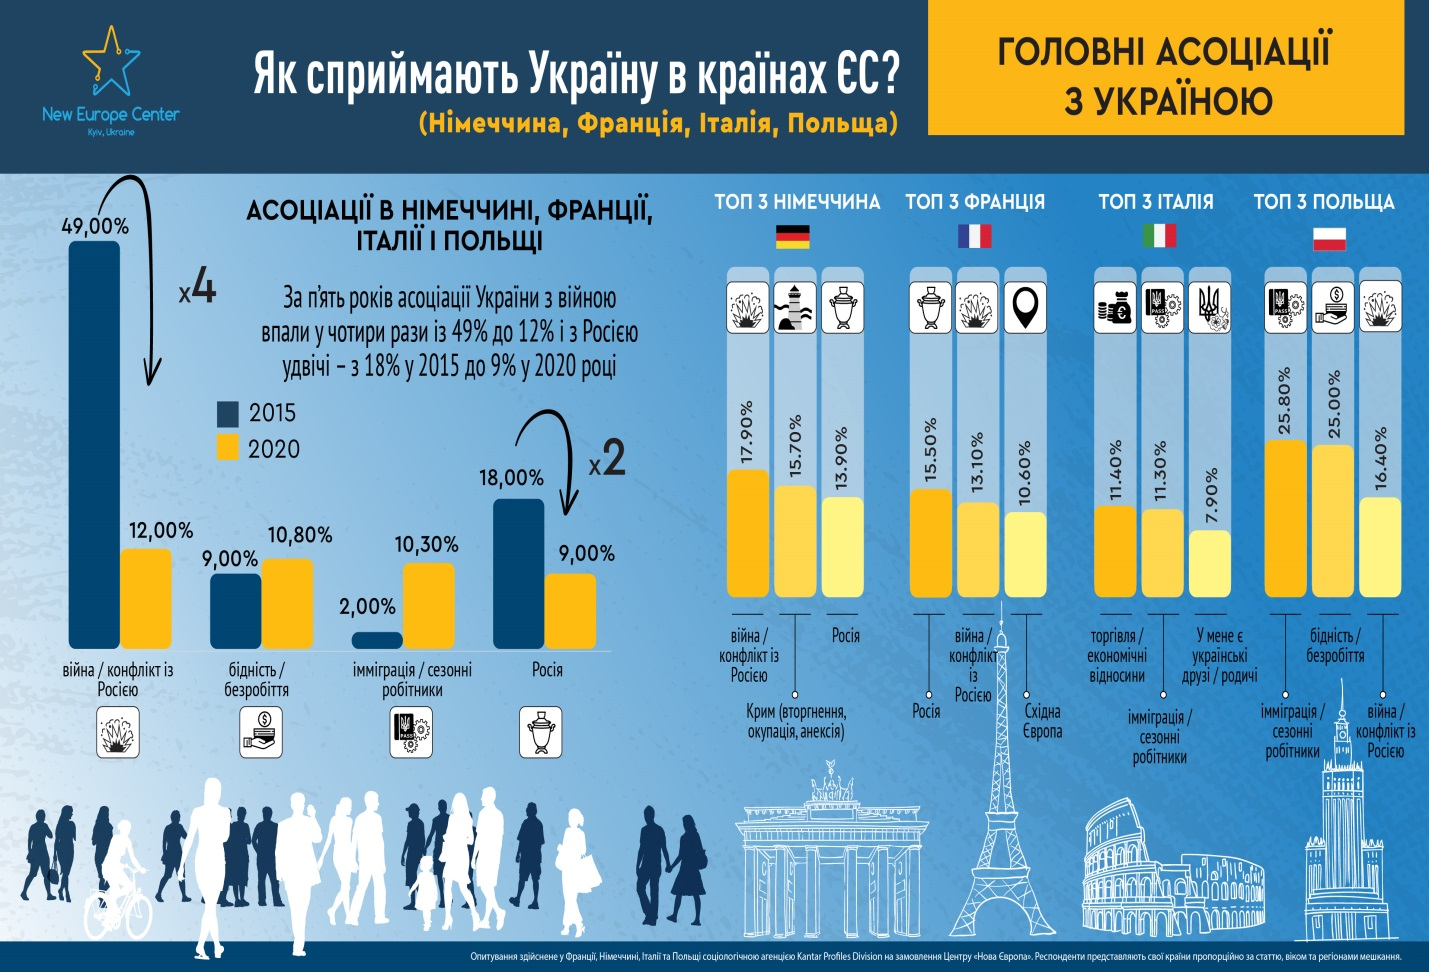 New Europe Center
Kyiv, Ukraine
Як сприймають Україну в країнах ЄС?
(Німеччина, Франція, Італія, Польща)
ГОЛОВНІ АСОЦІАЦІЇ
З УКРАЇНОЮ
АСОЦІАЦІЇ В НІМЕЧЧИНІ, ФРАНЦІЇ,
ІТАЛІЇ І ПОЛЬЩІ
За п'ять років асоціації України з війною
впали у чотири рази із 49% до 12% і з Росією
удвічі – з 18% у 2015 до 9% у 2020 році
2015
2020
49,00%
x4
12,00%
9,00%
10,80%
2,00%
10,30%
18,00%
x2
9,00%
війна / конфлікт із
Росією
бідність /
безробіття
імміграція / сезонні
робітники
Росія
PASS
ТОП 3 НІМЕЧЧИНА
17.90%
15.70%
13.90%
війна /
конфлікт із
Росією
Крим (вторгнення,
окупація, анексія)
Росія
ТОП 3 ФРАНЦІЯ
15.50%
13.10%
10.60%
Росія
війна /
конфлікт
із
Росією
Східна
Європа
ТОП 3 ІТАЛІЯ
PASS
11.40%
11.30%
7.90%
торгівля /
економічні
відносини
імміграція /
сезонні
робітники
У мене є
українські
друзі / родичі
ТОП 3 ПОЛЬЩА
PASS
25.80%
25.00%
16.40%
імміграція /
сезонні
робітники
бідність /
безробіття
війна /
конфлікт із
Росією
Опитування здійснене у Франції, Німеччині, Італії та Польщі соціологічною агенцією Kantar Profiles Division на замовлення Центру «Нова Європа». Респонденти представляють свої країни пропорційно за статтю, віком та регіонами мешкання.